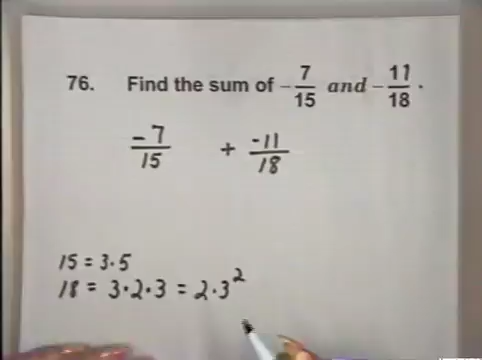 76. Find the sum of -7/15 and -11/18.
-7/15 + -11/18
15 = 3·5
18 = 3·2·3 = 2·3²